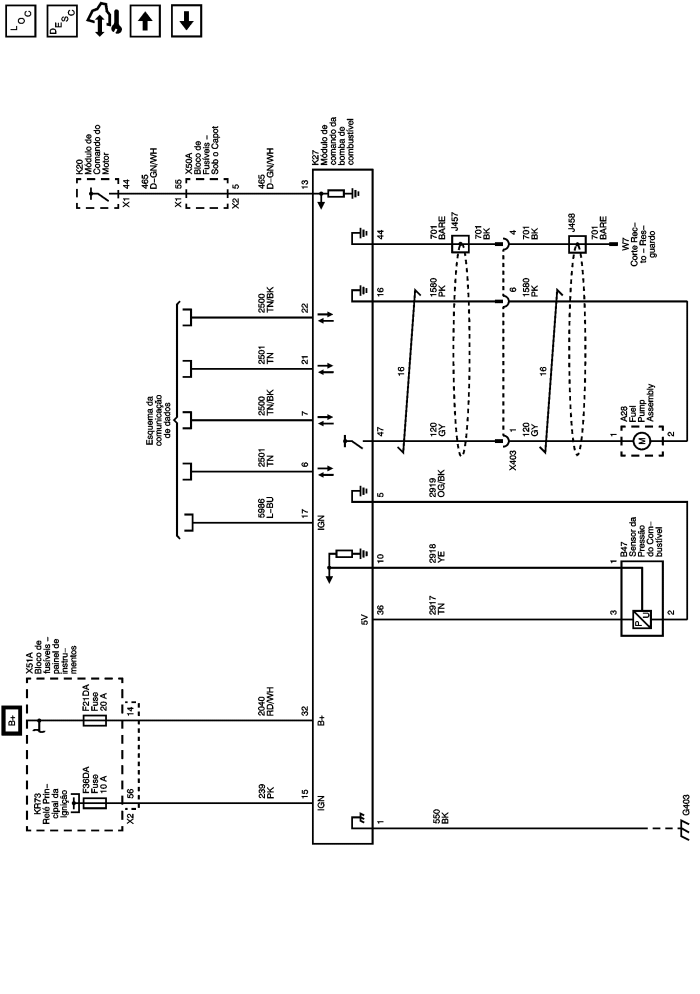 LOC
DESC
K20
Módulo de
Comando do
Motor
44
X1
465
D-GN/WH
55
X1
X50A
Bloco de
Fusíveis -
Sob o Capot
5
X2
465
D-GN/WH
13
K27
Módulo de
comando da
bomba de
combustível
44
701
BARE
J457
701
BK
4
701
BK
J458
701
BARE
W7
Corte Rec-
to - Res-
guardo
16
1580
PK
6
1580
PK
Esquema da
comunicação
de dados
2500
TN/BK
22
2501
TN
21
2500
TN/BK
7
2501
TN
6
5986
L-BU
17
IGN
16
16
47
120
GY
1
X403
120
GY
1
A28
Fuel
Pump
Assembly
M
2
5
2919
OG/BK
10
2918
YE
1
B47
Sensor da
Pressão
do Com-
bustível
5V
36
2917
TN
3
P
U
2
X51A
Bloco de
fusíveis -
painel de
instru-
mentos
B+
F21DA
Fuse
20 A
14
2040
RD/WH
32
B+
KR73
Relé Prin-
cipal da
Ignição
F36DA
Fuse
10 A
56
X2
239
PK
15
IGN
1
550
BK
G403